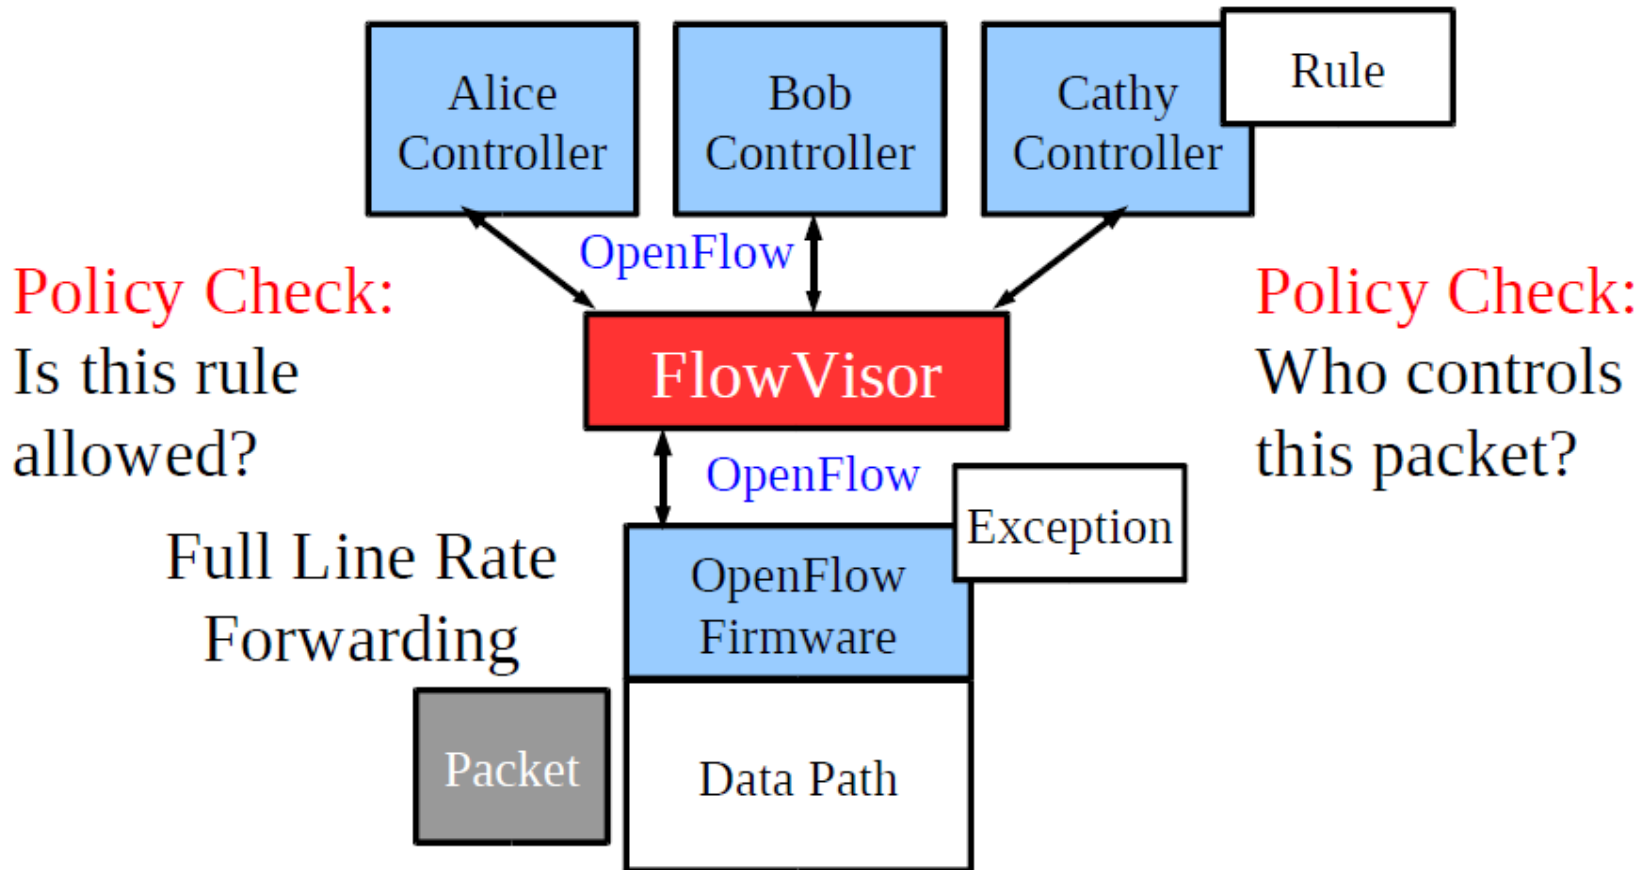 Alice
Controller
Bob
Controller
Cathy
Controller
Rule
OpenFlow
Policy Check:
Is this rule
allowed?
FlowVisor
Policy Check:
Who controls
this packet?
OpenFlow
Exception
Full Line Rate
Forwarding
OpenFlow
Firmware
Packet
Data Path